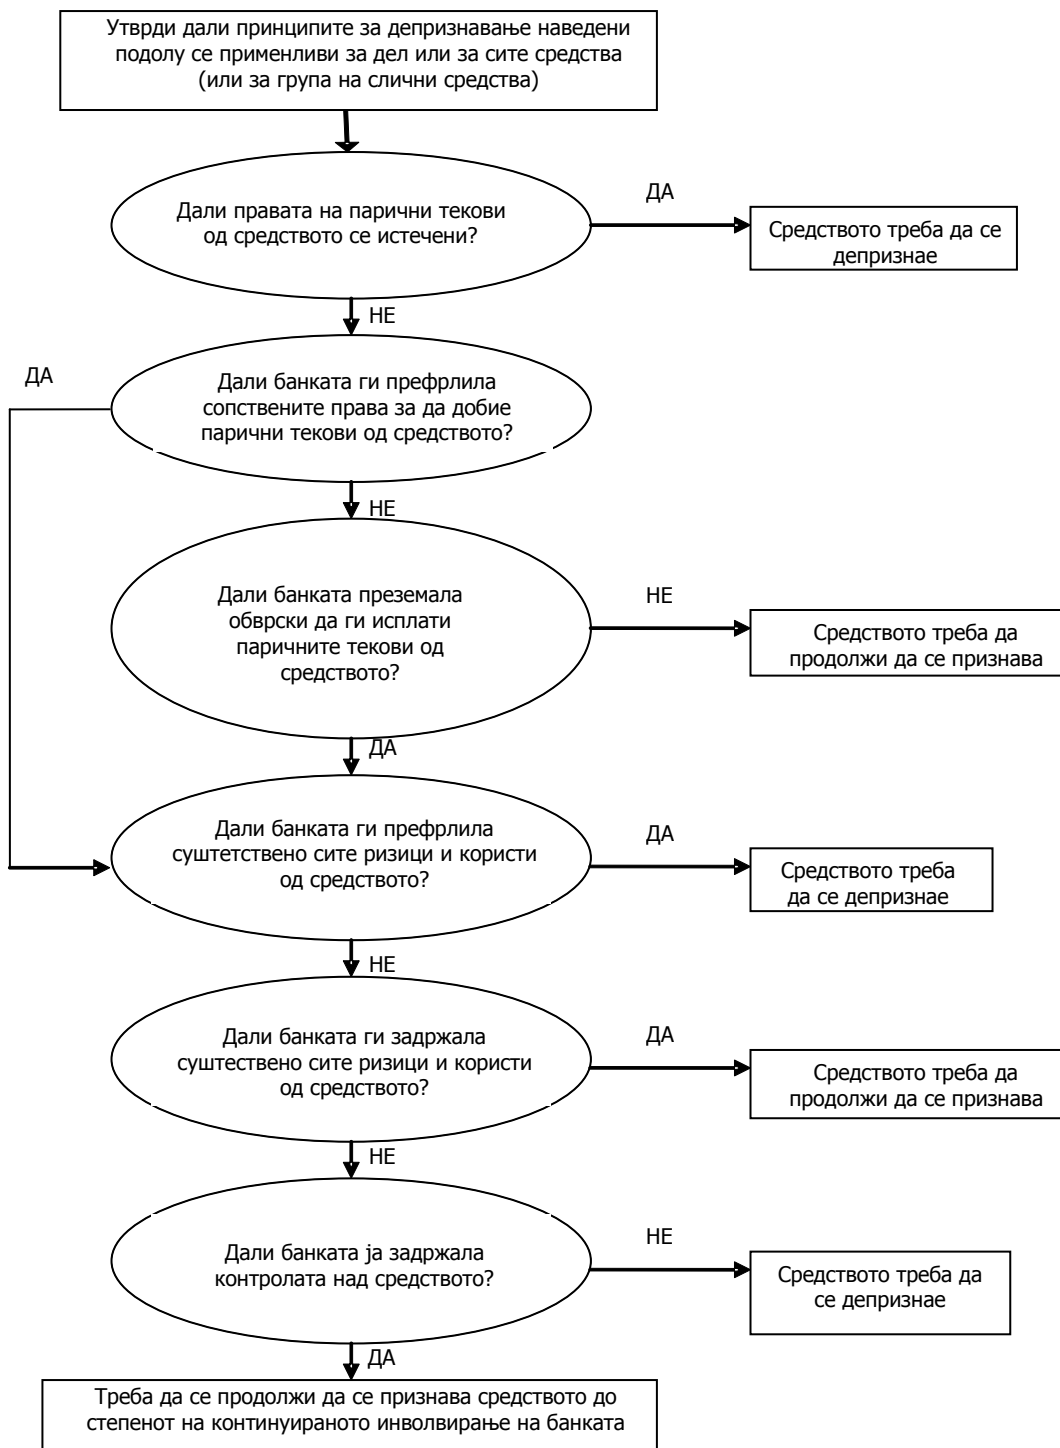 Утврди дали принципите за депризнавање наведени
подолу се применливи за дел или за сите средства
(или за група на слични средства)
Дали правата на парични текови
од средството се истечени?
ДА
Средството треба да се
депризнае
НЕ
ДА
Дали банката ги префрлила
сопствените права за да добие
парични текови од средството?
НЕ
Дали банката преземала
обврски да ги исплати
паричните текови од
средството?
НЕ
Средството треба да
продолжи да се признава
ДА
Дали банката ги префрлила
суштетствено сите ризици и користи
од средството?
ДА
Средството треба
да се депризнае
НЕ
Дали банката ги задржала
суштествено сите ризици и користи
од средството?
ДА
Средството треба да
продолжи да се признава
НЕ
Дали банката ја задржала
контролата над средството?
НЕ
Средството треба да
се депризнае
ДА
Треба да се продолжи да се признава средството до
степенот на континуираното инволвирање на банката